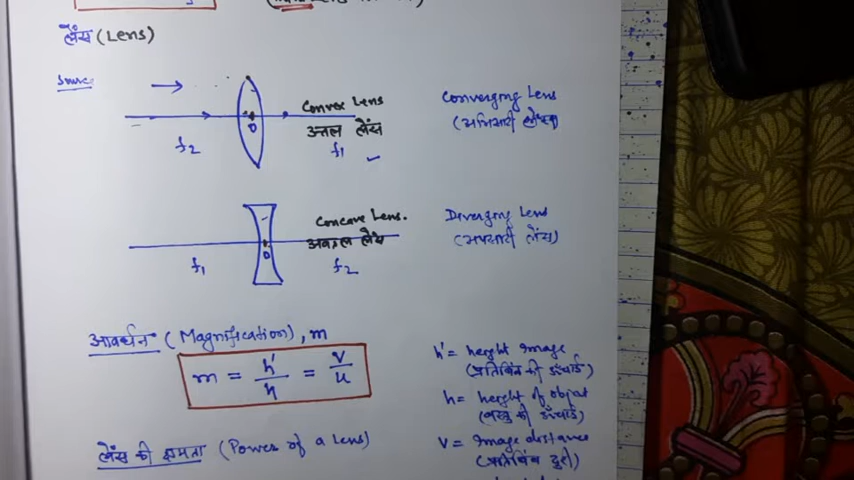 लेंस (Lens)
Source
Convex Lens
Converging Lens
उत्तल लेंस
(अभिसारी लेंस)
O
f2
f1
Concave Lens.
Diverging Lens
अवतल लेंस
(अपसारी लेंस)
O
f1
f2
आवर्धन (Magnification), m
m = h'/h = v/u
h' = height image
(प्रतिबिंब की ऊंचाई)
h = height of object
(वस्तु की ऊंचाई)
v = image distance
(प्रतिबिंब दूरी)
लेंस की क्षमता (Power of a Lens)